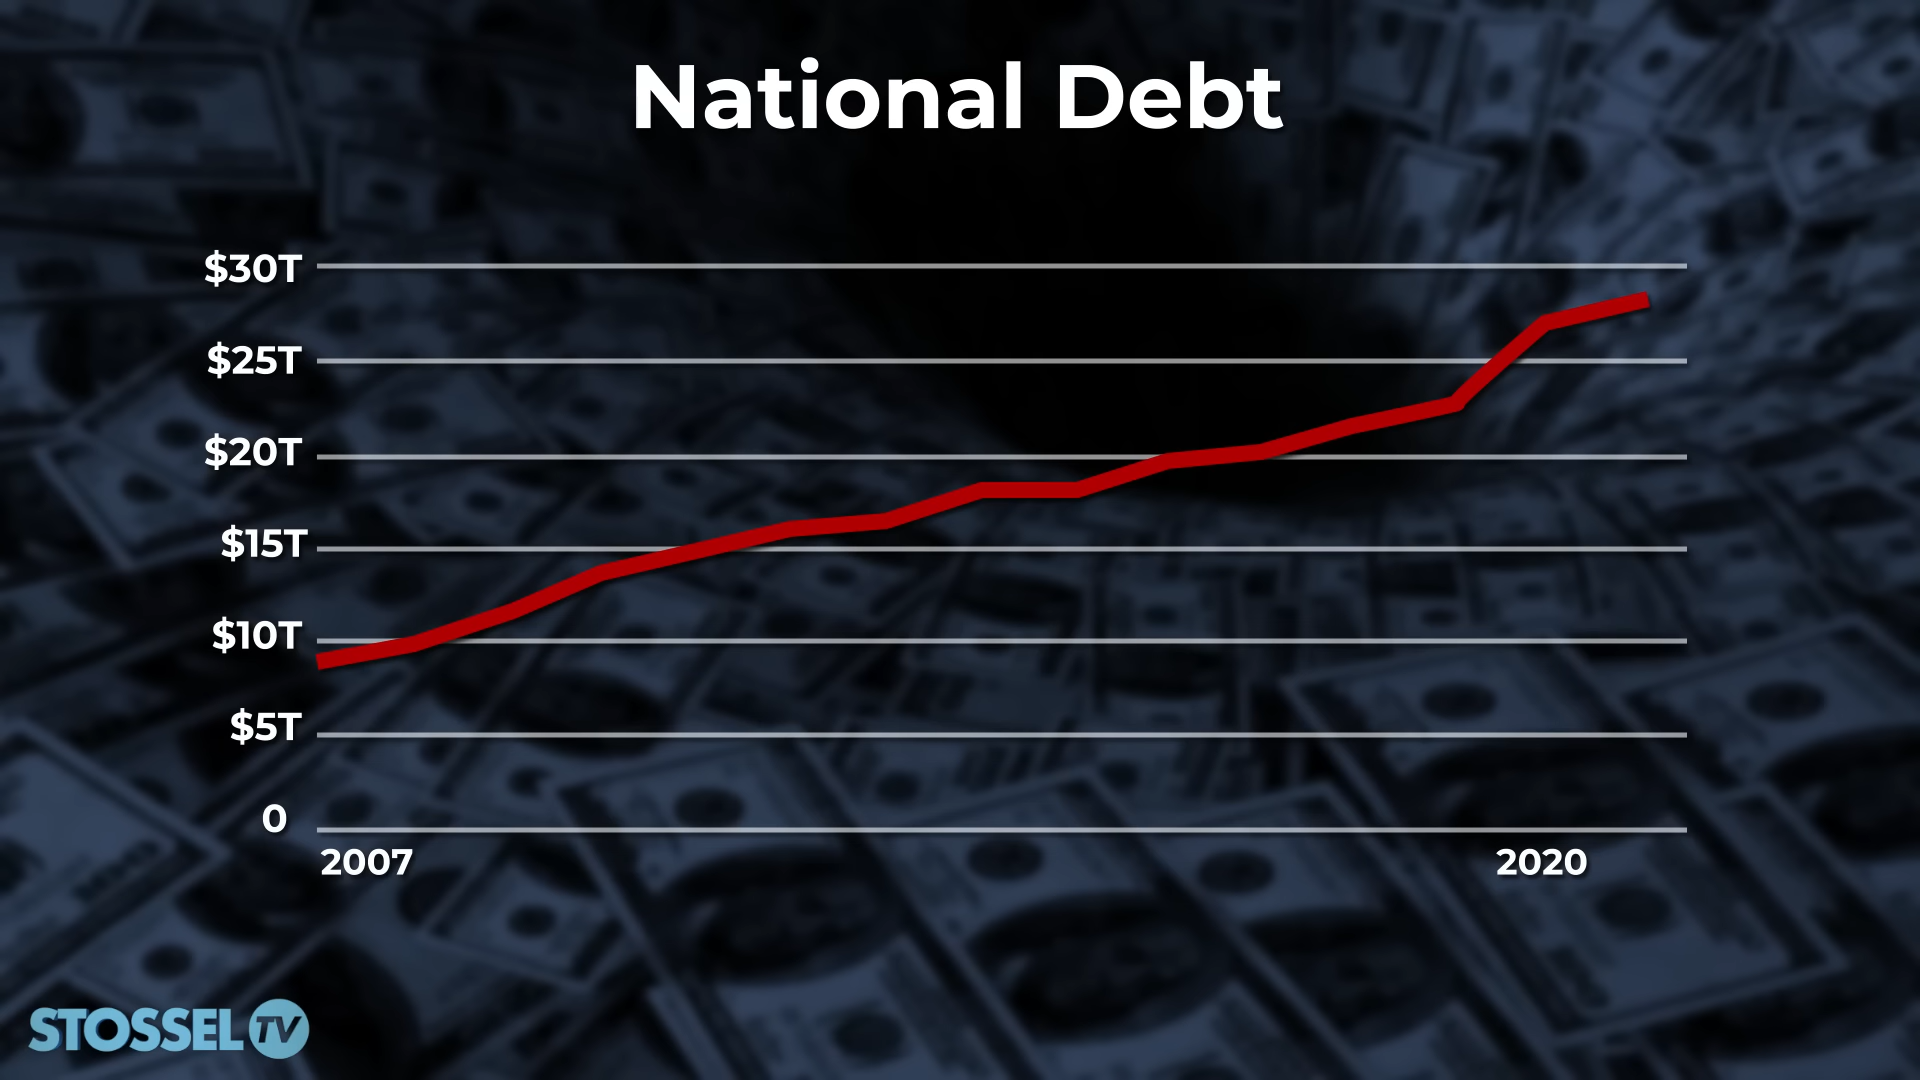 National Debt
$30T
$25T
$20T
$15T
$10T
$5T
0
2007
2020
STOSSEL TV